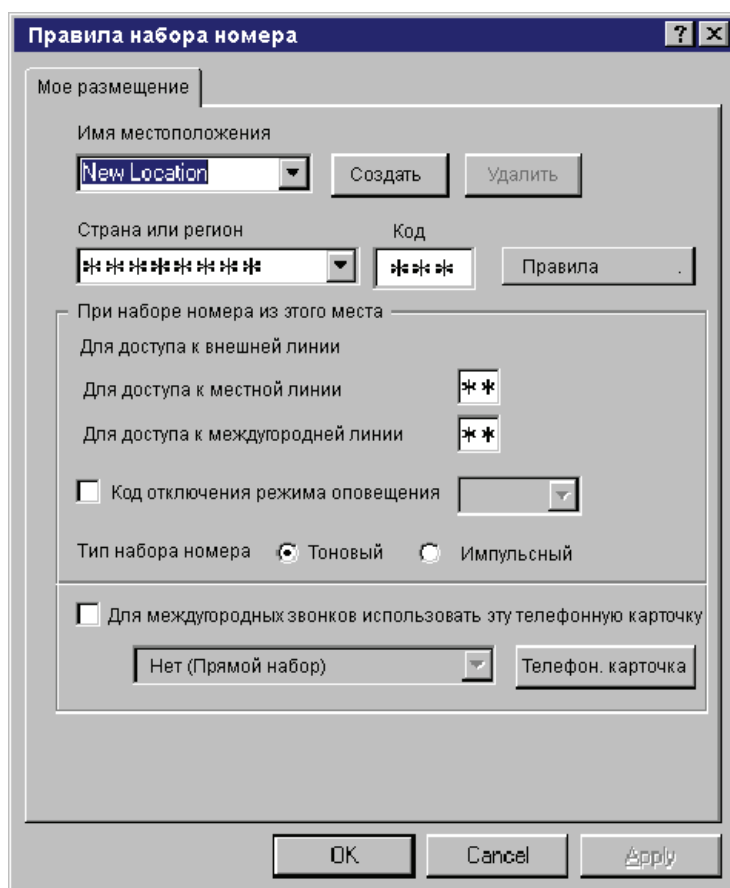 Правила набора номера
Мое размещение
Имя местоположения
New Location Создать Удалить
Страна или регион Код
******** *** Правила .
При наборе номера из этого места
Для доступа к внешней линии
Для доступа к местной линии **
Для доступа к междугородней линии **
Код отключения режима оповещения
Тип набора номера Тоновый Импульсный
Для междугородных звонков использовать эту телефонную карточку
Нет (Прямой набор) Телефон. карточка
OK Cancel Apply